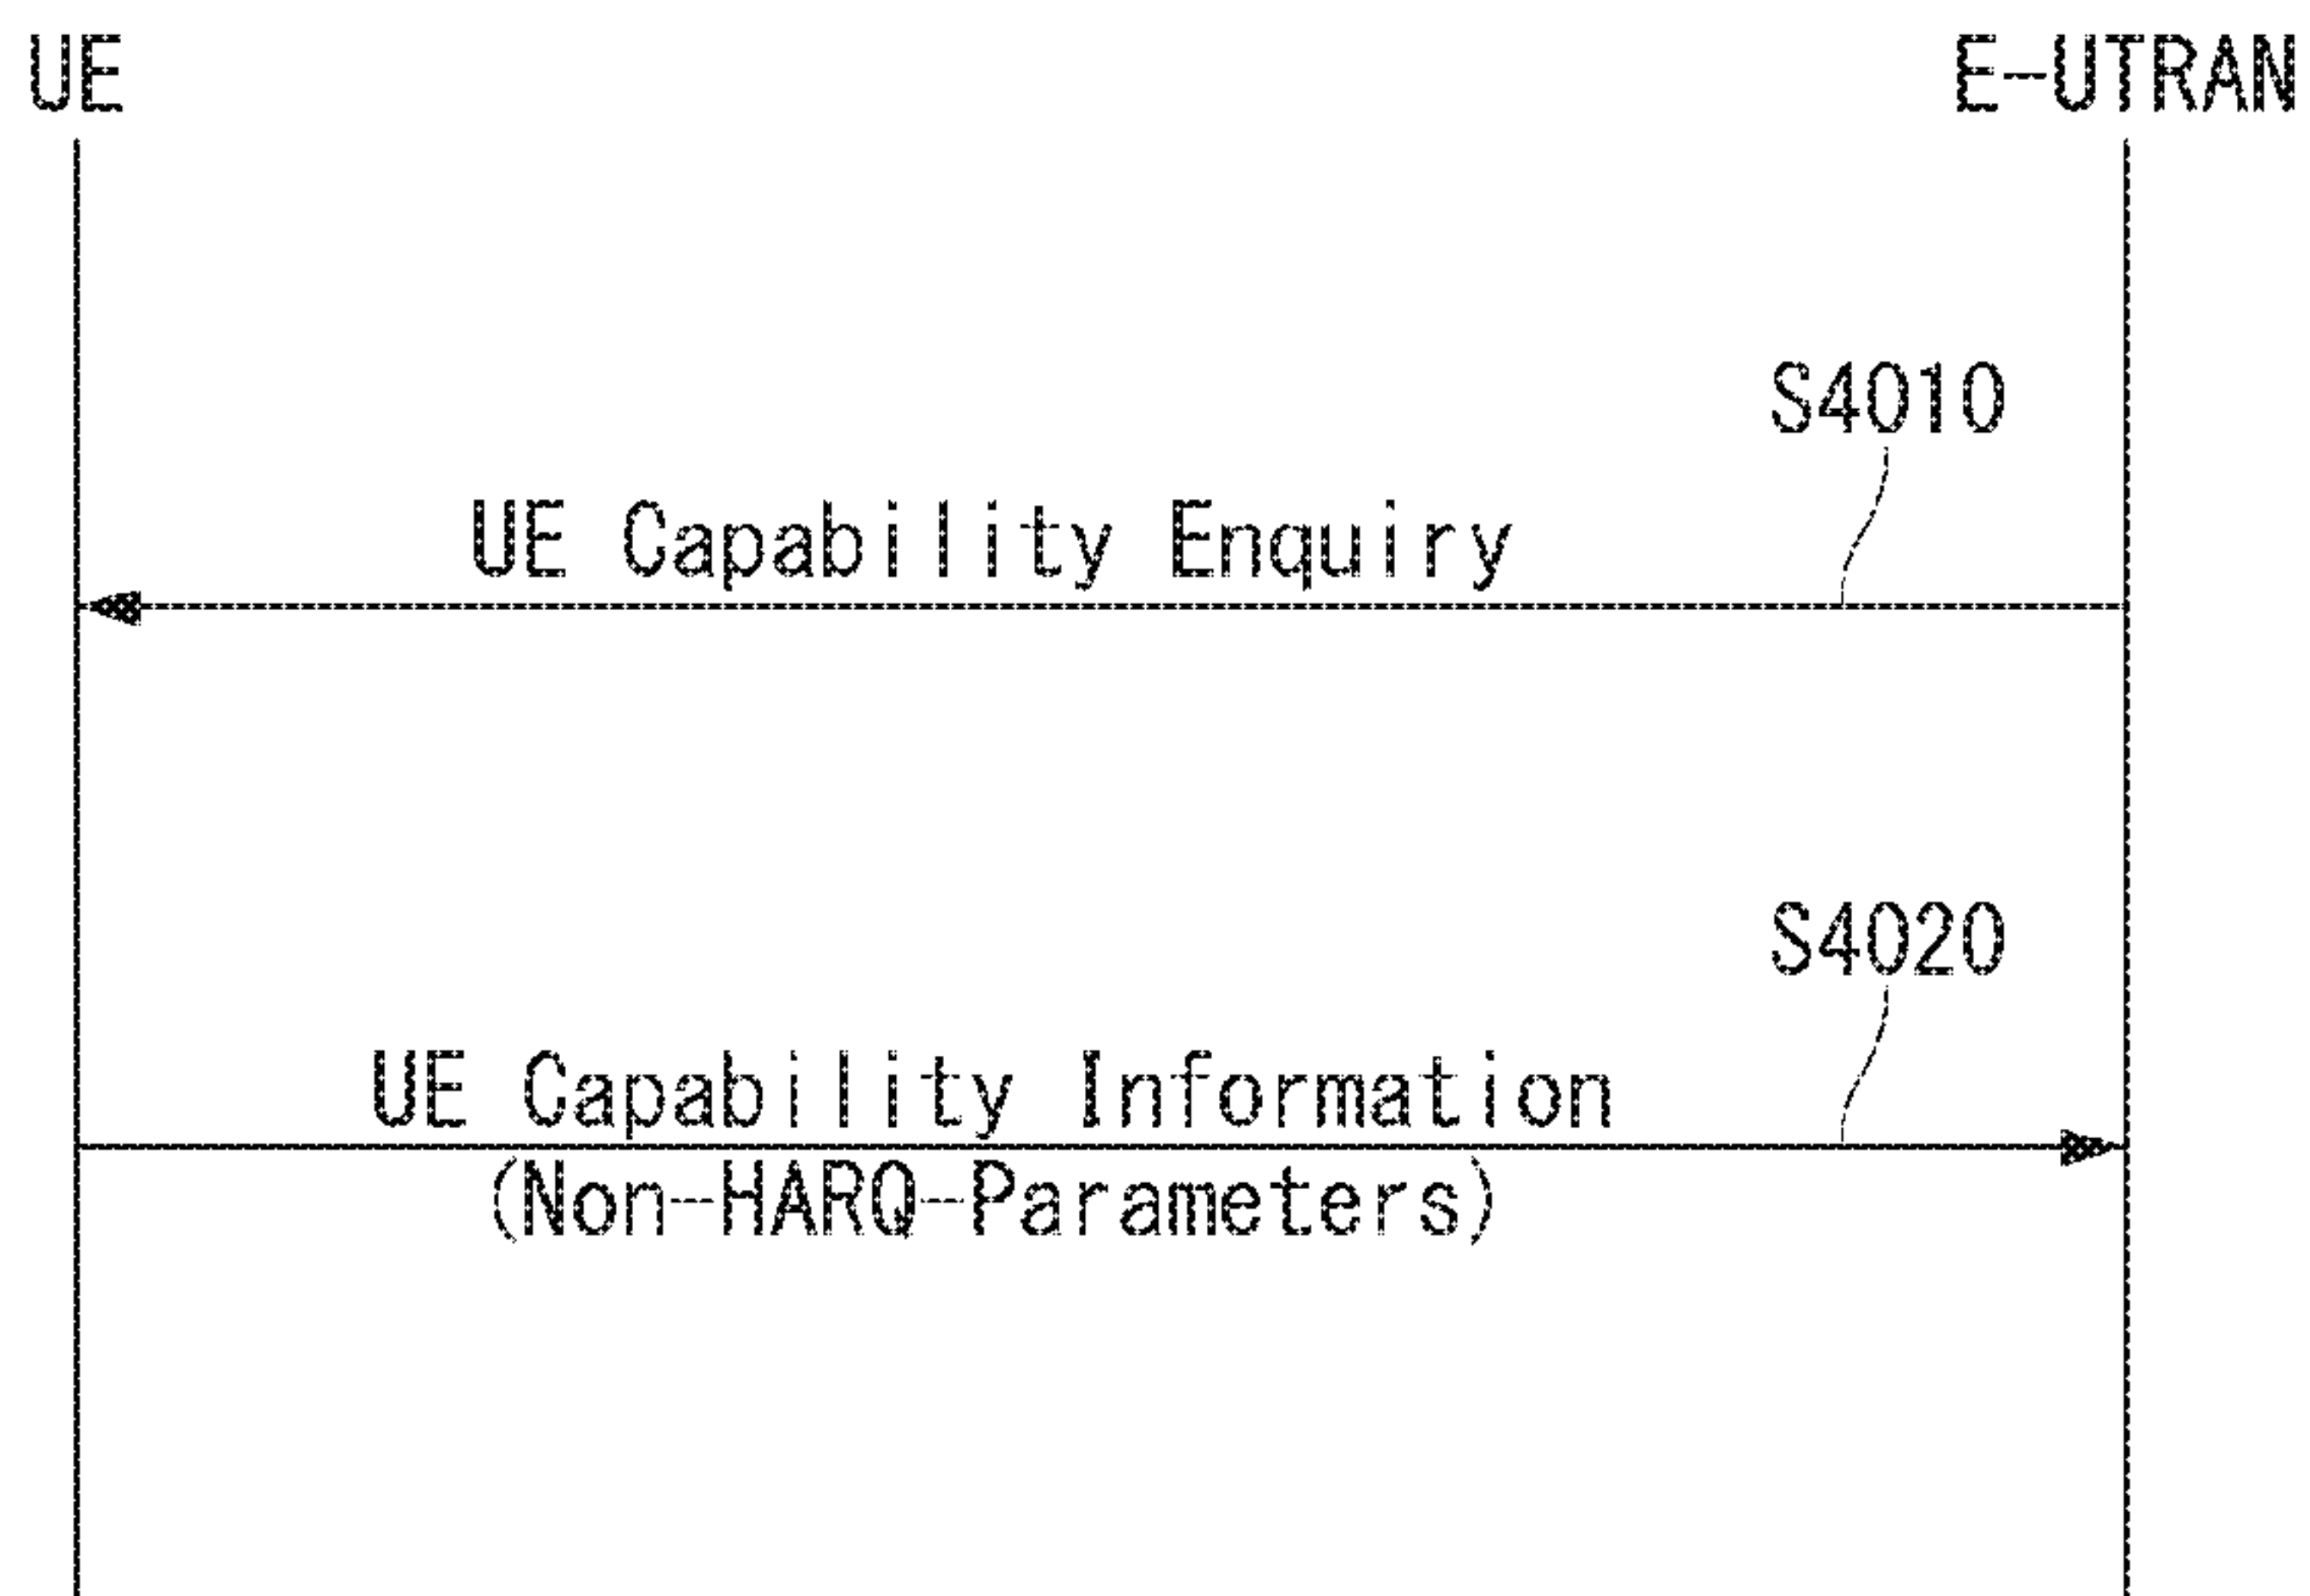 UE
E-UTRAN
S4010
UE Capability Enquiry
S4020
UE Capability Information
(Non-HARQ-Parameters)